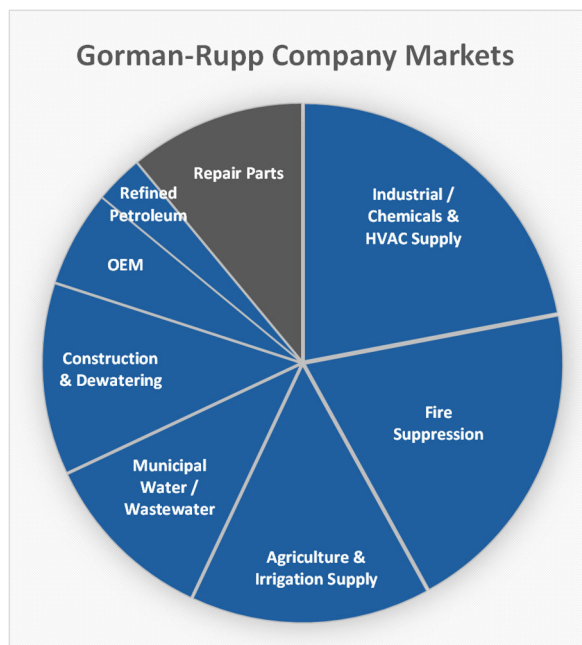 Gorman-Rupp Company Markets
Repair Parts
Industrial /
Chemicals &
HVAC Supply
Refined
Petroleum
OEM
Construction
& Dewatering
Fire
Suppression
Municipal
Water /
Wastewater
Agriculture &
Irrigation Supply